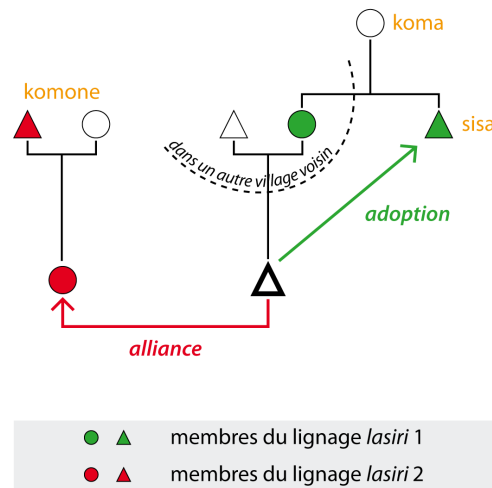 koma
komone
sisa
dans un autre village voisin
adoption
alliance
membres du lignage lasiri 1
membres du lignage lasiri 2